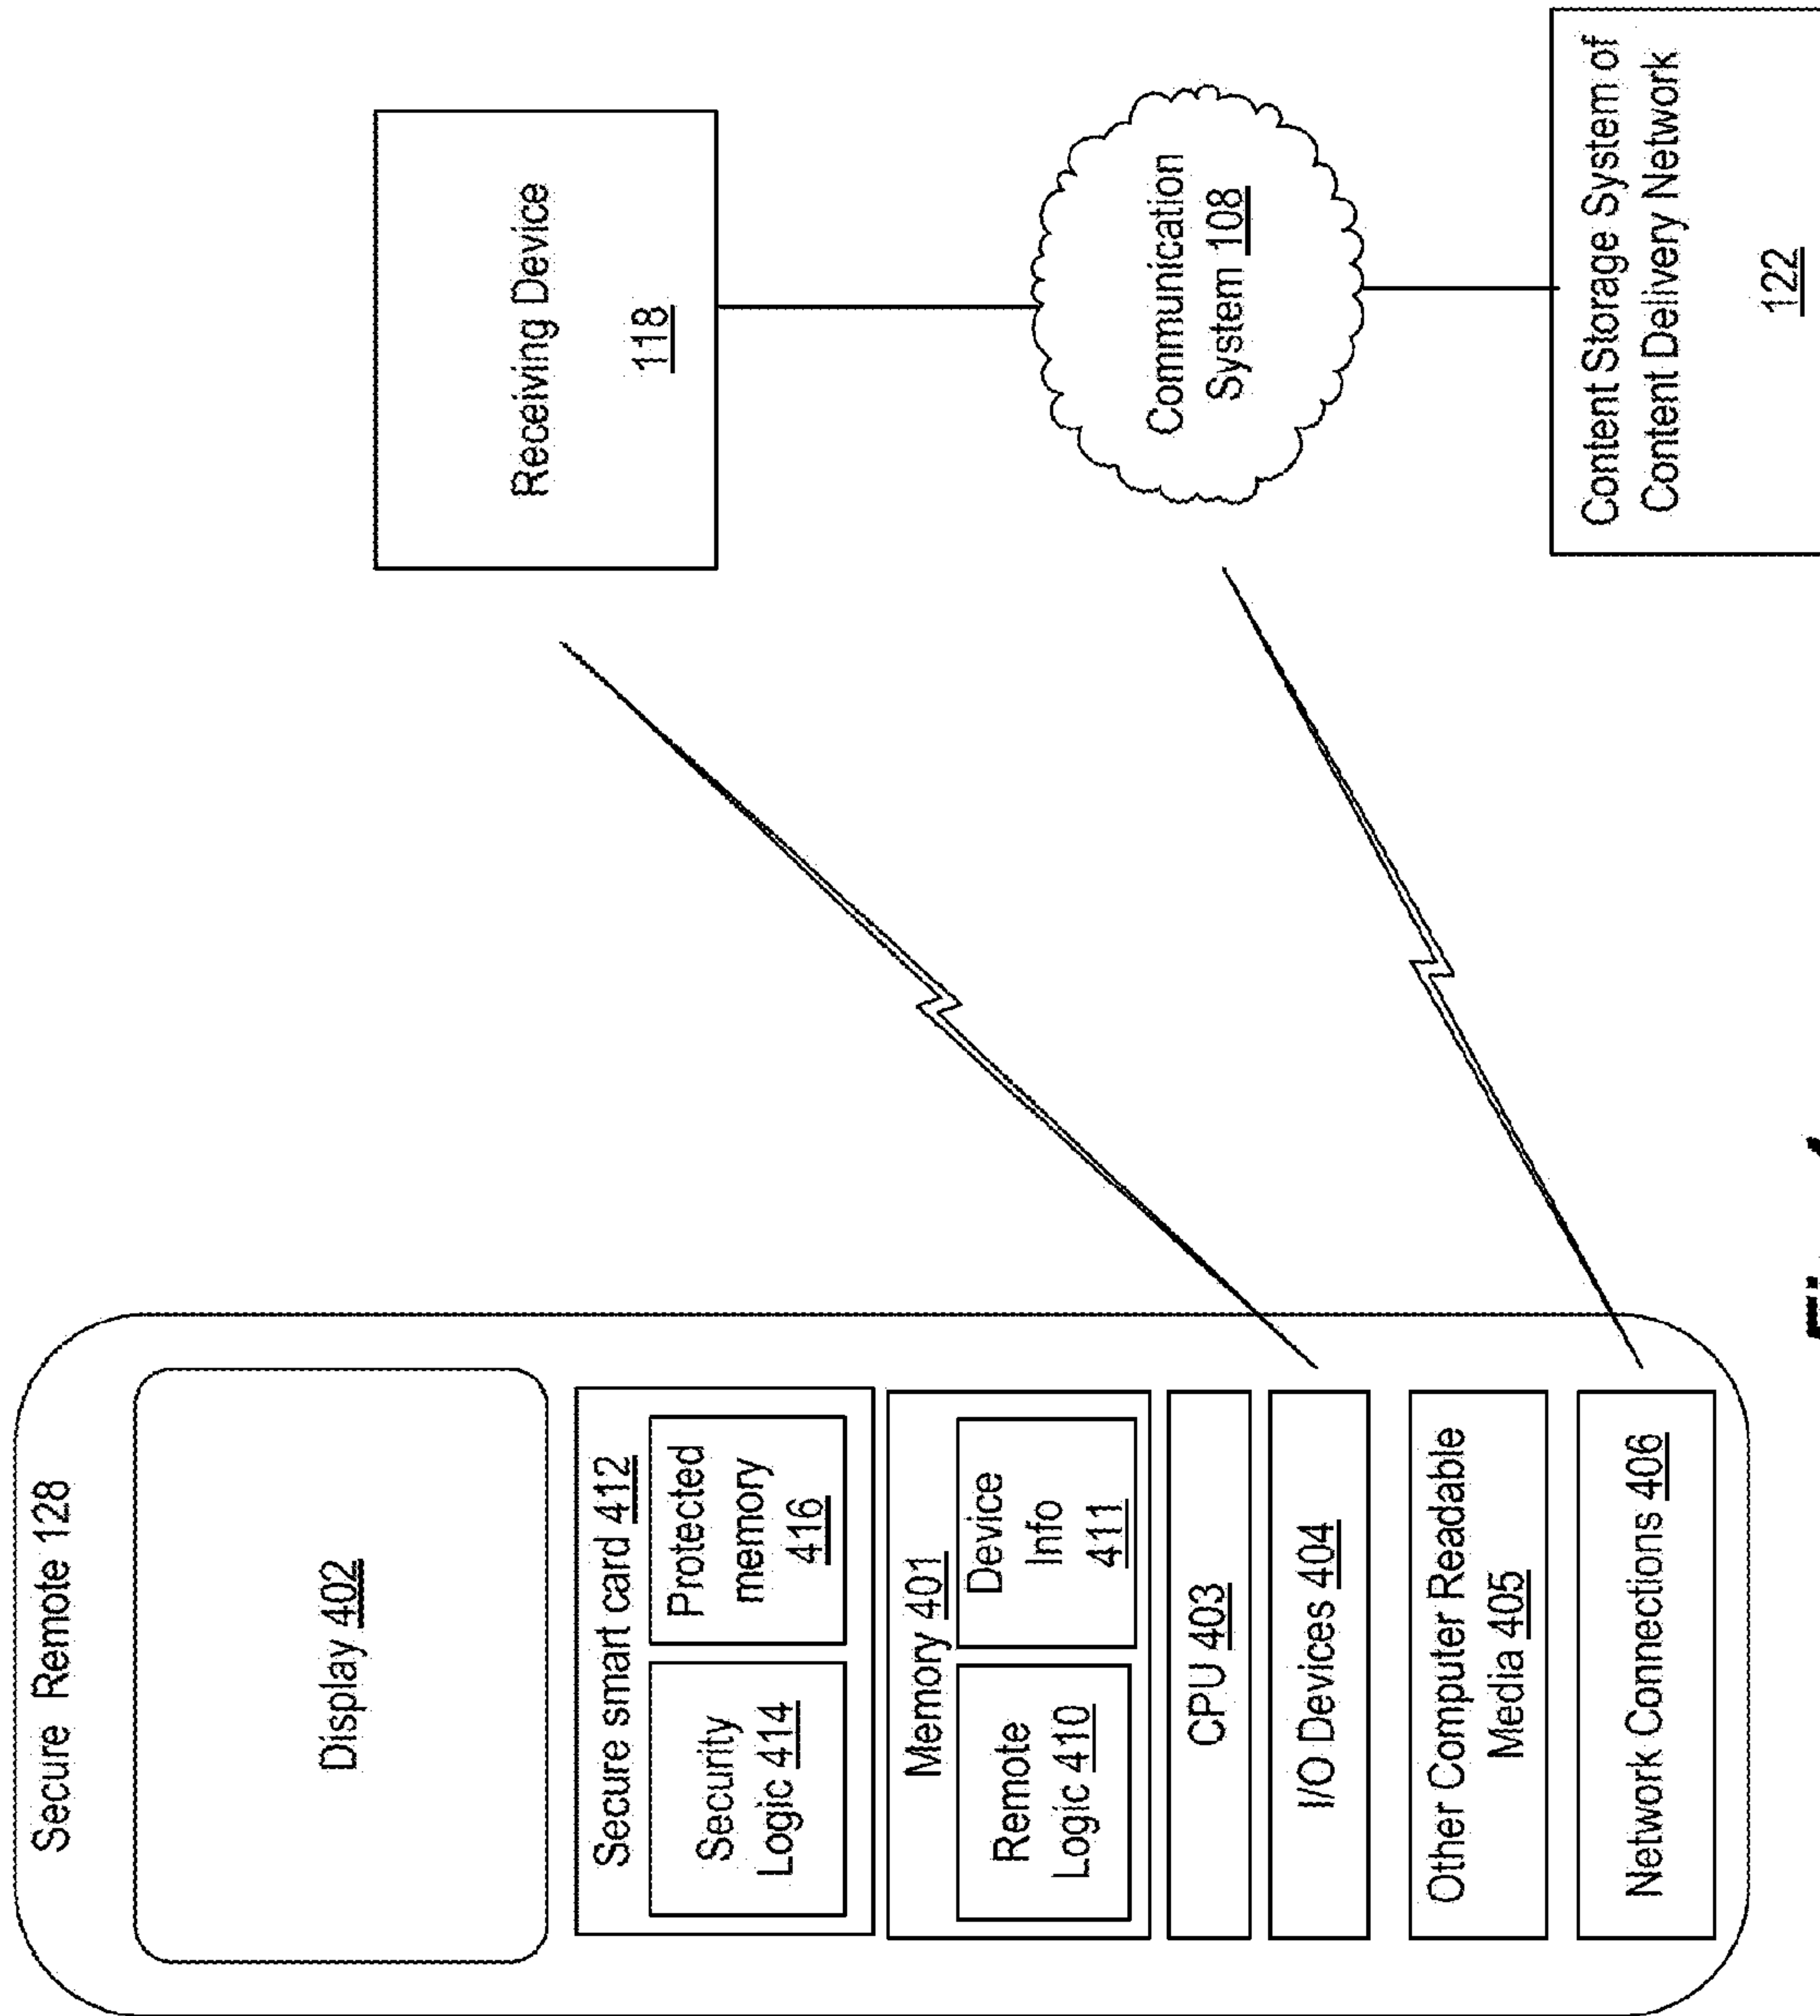 Secure Remote 128
Display 402
Secure smart card 412
Security
Logic 414
Protected
memory
416
Memory 401
Remote
Logic 410
Device
Info
411
CPU 403
I/O Devices 404
Other Computer Readable
Media 405
Network Connections 406
Receiving Device
118
Communication
System 108
Content Storage System of
Content Delivery Network
122